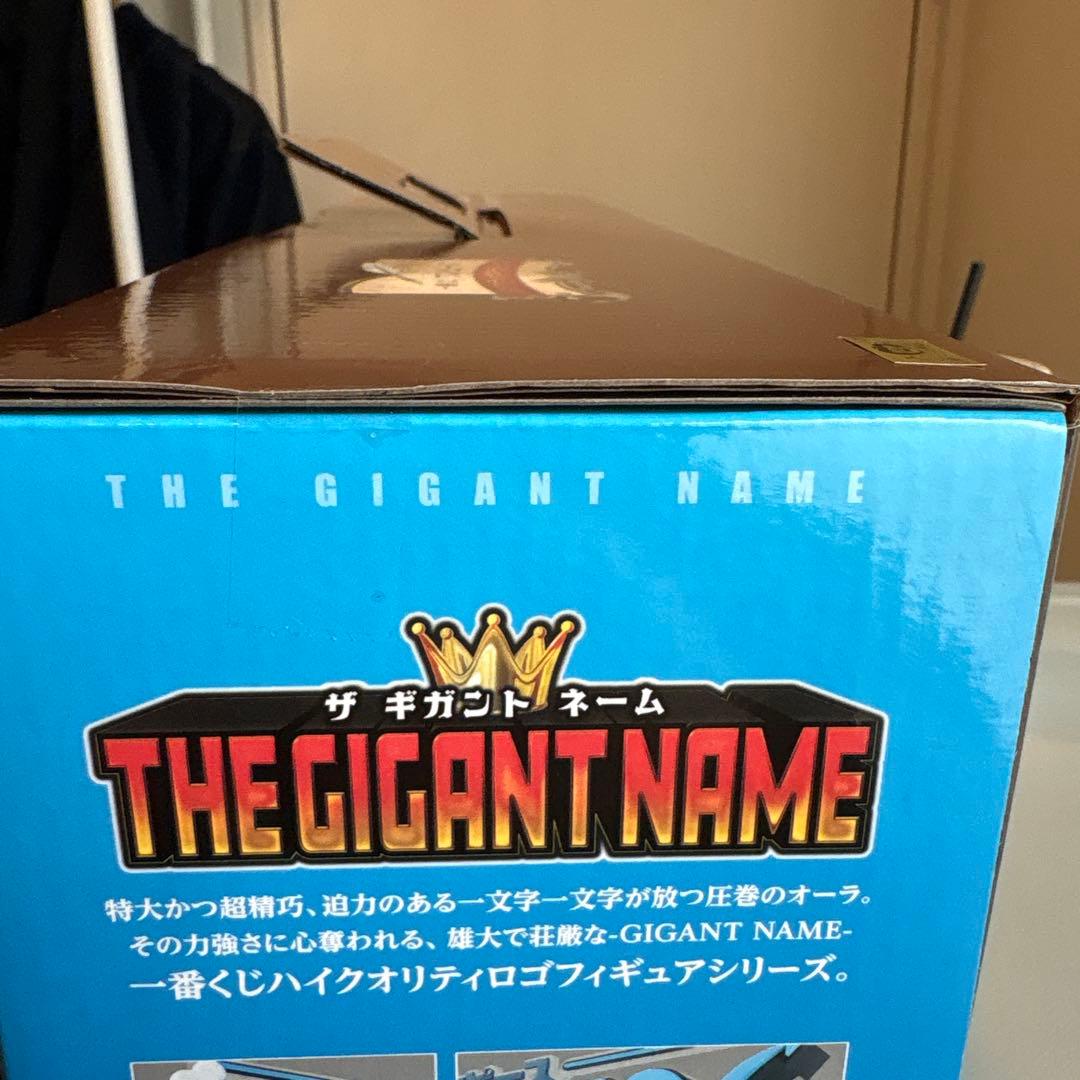 THE GIGANT NAME
ザ ギガント ネーム
THE GIGANT NAME
特大かつ超精巧、迫力のある一文字一文字が放つ圧巻のオーラ。
その力強さに心奪われる、雄大で荘厳な-GIGANT NAME-
一番くじハイクオリティロゴフィギュアシリーズ。